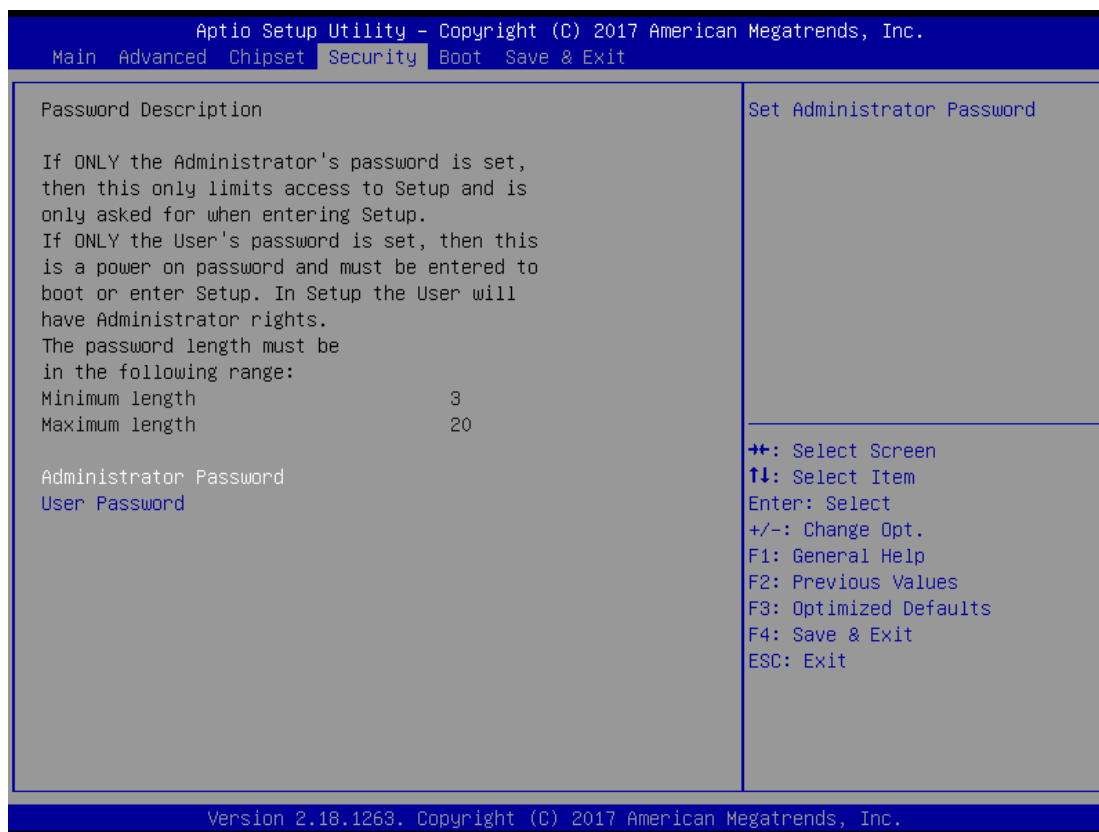 Aptio Setup Utility – Copyright (C) 2017 American Megatrends, Inc.
Main Advanced Chipset Security Boot Save & Exit
Password Description
If ONLY the Administrator's password is set,
then this only limits access to Setup and is
only asked for when entering Setup.
If ONLY the User's password is set, then this
is a power on password and must be entered to
boot or enter Setup. In Setup the User will
have Administrator rights.
The password length must be
in the following range:
Minimum length 3
Maximum length 20
Administrator Password
User Password
Set Administrator Password
→←: Select Screen
↑↓: Select Item
Enter: Select
+/-: Change Opt.
F1: General Help
F2: Previous Values
F3: Optimized Defaults
F4: Save & Exit
ESC: Exit
Version 2.18.1263. Copyright (C) 2017 American Megatrends, Inc.